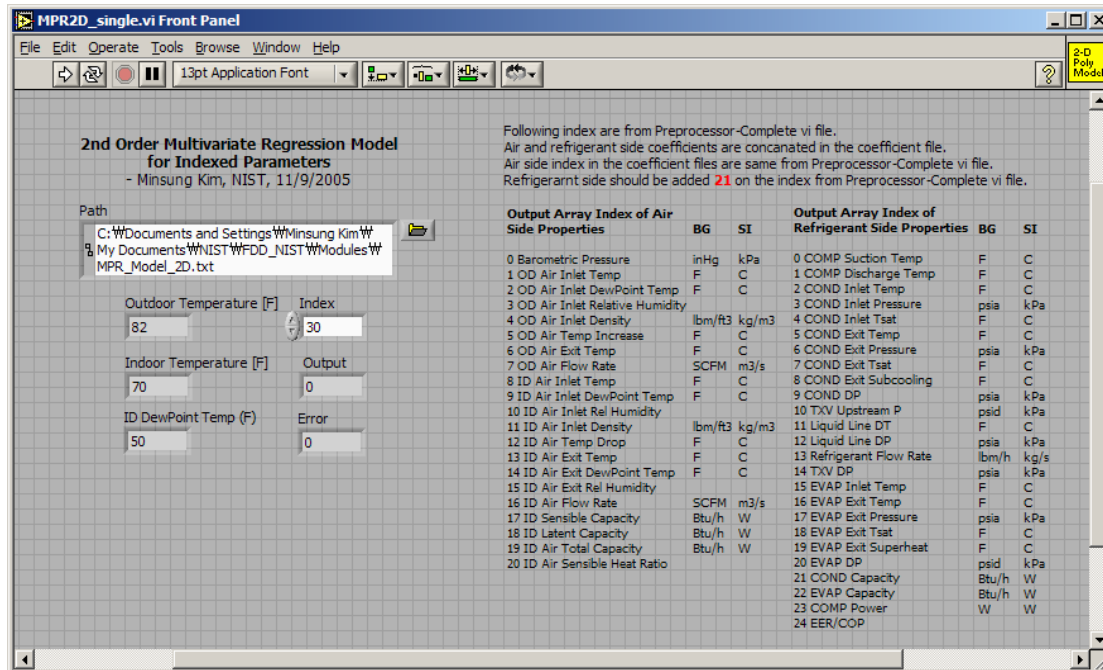 MPR2D_single.vi Front Panel
File Edit Operate Tools Browse Window Help
13pt Application Font
2-D
Poly
Model
2nd Order Multivariate Regression Model
for Indexed Parameters
- Minsung Kim, NIST, 11/9/2005
Following index are from Preprocessor-Complete vi file.
Air and refrigerant side coefficients are concanated in the coefficient file.
Air side index in the coefficient files are same from Preprocessor-Complete vi file.
Refrigerarnt side should be added 21 on the index from Preprocessor-Complete vi file.
Path
C:₩Documents and Settings₩Minsung Kim₩
My Documents₩NIST₩FDD_NIST₩Modules₩
MPR_Model_2D.txt
Outdoor Temperature [F] Index
82 30
Indoor Temperature [F] Output
70 0
ID DewPoint Temp (F) Error
50 0
Output Array Index of Air
Side Properties BG SI
0 Barometric Pressure inHg kPa
1 OD Air Inlet Temp F C
2 OD Air Inlet DewPoint Temp F C
3 OD Air Inlet Relative Humidity
4 OD Air Inlet Density lbm/ft3 kg/m3
5 OD Air Temp Increase F C
6 OD Air Exit Temp F C
7 OD Air Flow Rate SCFM m3/s
8 ID Air Inlet Temp F C
9 ID Air Inlet DewPoint Temp F C
10 ID Air Inlet Rel Humidity
11 ID Air Inlet Density lbm/ft3 kg/m3
12 ID Air Temp Drop F C
13 ID Air Exit Temp F C
14 ID Air Exit DewPoint Temp F C
15 ID Air Exit Rel Humidity
16 ID Air Flow Rate SCFM m3/s
17 ID Sensible Capacity Btu/h W
18 ID Latent Capacity Btu/h W
19 ID Air Total Capacity Btu/h W
20 ID Air Sensible Heat Ratio
Output Array Index of
Refrigerant Side Properties BG SI
0 COMP Suction Temp F C
1 COMP Discharge Temp F C
2 COND Inlet Temp F C
3 COND Inlet Pressure psia kPa
4 COND Inlet Tsat F C
5 COND Exit Temp F C
6 COND Exit Pressure psia kPa
7 COND Exit Tsat F C
8 COND Exit Subcooling F C
9 COND DP psia kPa
10 TXV Upstream P psid kPa
11 Liquid Line DT F C
12 Liquid Line DP psia kPa
13 Refrigerant Flow Rate lbm/h kg/s
14 TXV DP psia kPa
15 EVAP Inlet Temp F C
16 EVAP Exit Temp F C
17 EVAP Exit Pressure psia kPa
18 EVAP Exit Tsat F C
19 EVAP Exit Superheat F C
20 EVAP DP psid kPa
21 COND Capacity Btu/h W
22 EVAP Capacity Btu/h W
23 COMP Power W W
24 EER/COP